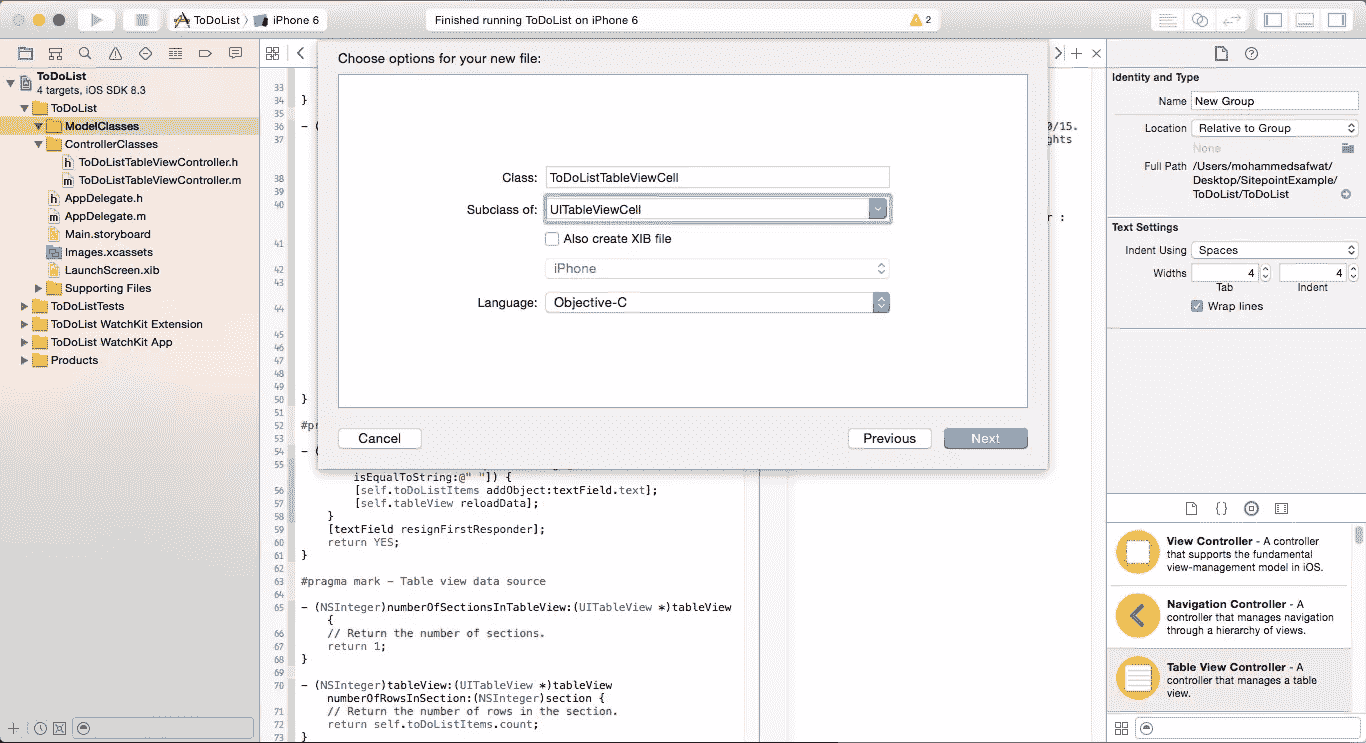 ToDoList
iPhone 6
Finished running ToDoList on iPhone 6
2
ToDoList
4 targets, iOS SDK 8.3
ToDoList
ModelClasses
ControllerClasses
h ToDoListTableViewController.h
m ToDoListTableViewController.m
h AppDelegate.h
m AppDelegate.m
Main.storyboard
Images.xcassets
LaunchScreen.xib
Supporting Files
ToDoListTests
ToDoList WatchKit Extension
ToDoList WatchKit App
Products
Choose options for your new file:
Class: ToDoListTableViewCell
Subclass of: UITableViewCell
Also create XIB file
iPhone
Language: Objective-C
Cancel
Previous
Next
33
34 }
35
36 - (
0/15.
37
ghts
38
39
40
r :
41
42
43
44
45
46
47
48
49
50 }
51
52 #pr
53
54 - (
55
isEqualToString:@" "]) {
56 [self.toDoListItems addObject:textField.text];
57 [self.tableView reloadData];
58 }
59 [textField resignFirstResponder];
60 return YES;
61 }
62
63 #pragma mark - Table view data source
64
65 - (NSInteger)numberOfSectionsInTableView:(UITableView *)tableView
{
66 // Return the number of sections.
67 return 1;
68 }
69
70 - (NSInteger)tableView:(UITableView *)tableView
numberOfRowsInSection:(NSInteger)section {
71 // Return the number of rows in the section.
72 return self.toDoListItems.count;
73 }
Identity and Type
Name New Group
Location Relative to Group
None
Full Path /Users/mohammedsafwat/
Desktop/SitepointExample/
ToDoList/ToDoList
Text Settings
Indent Using Spaces
Widths 4 4
Tab Indent
Wrap lines
{}
View Controller - A controller
that supports the fundamental
view-management model in iOS.
Navigation Controller - A
controller that manages navigation
through a hierarchy of views.
Table View Controller - A
controller that manages a table
view.